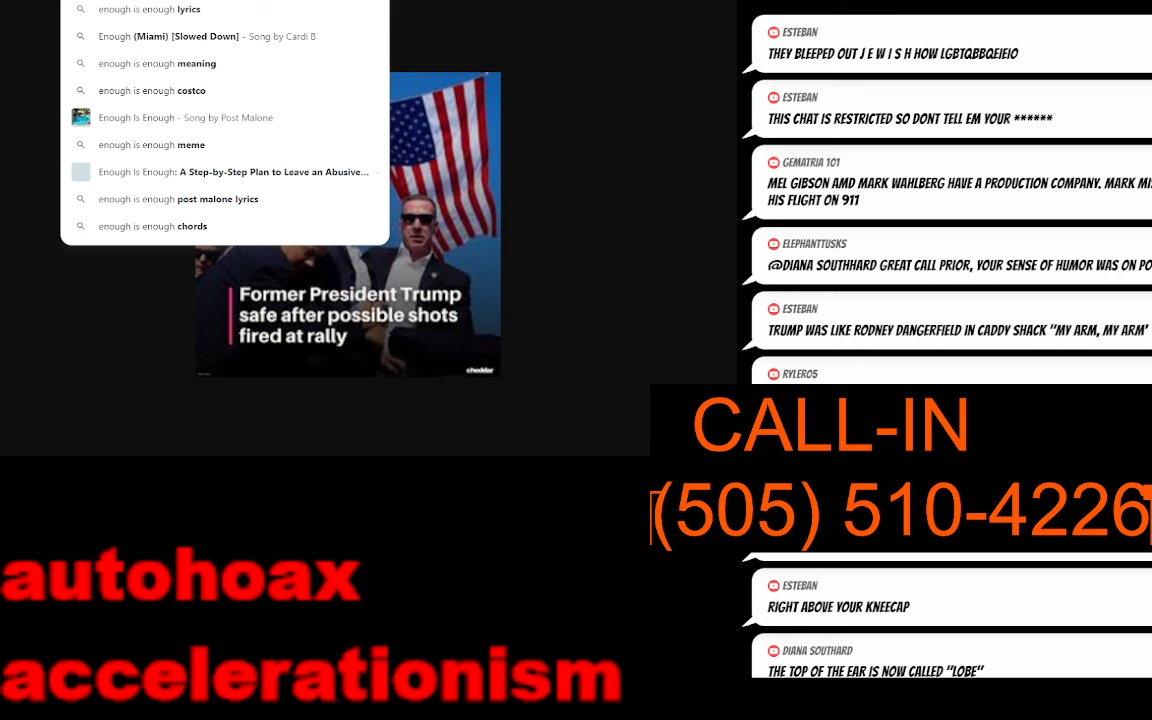 enough is enough lyrics
Enough (Miami) [Slowed Down] - Song by Cardi B
enough is enough meaning
enough is enough costco
Enough Is Enough - Song by Post Malone
enough is enough meme
Enough Is Enough: A Step-by-Step Plan to Leave an Abusive...
enough is enough post malone lyrics
enough is enough chords
Former President Trump
safe after possible shots
fired at rally
cheddar
ESTEBAN
THEY BLEEPED OUT J E W I S H HOW LGBTQBBQEIEIO
ESTEBAN
THIS CHAT IS RESTRICTED SO DONT TELL EM YOUR ******
GEMATRIA 101
MEL GIBSON AMD MARK WAHLBERG HAVE A PRODUCTION COMPANY. MARK MIS
HIS FLIGHT ON 911
ELEPHANTTUSKS
@DIANA SOUTHHARD GREAT CALL PRIOR, YOUR SENSE OF HUMOR WAS ON PO
ESTEBAN
TRUMP WAS LIKE RODNEY DANGERFIELD IN CADDY SHACK "MY ARM, MY ARM"
RYLER05
CALL-IN
(505) 510-4226
ESTEBAN
RIGHT ABOVE YOUR KNEECAP
DIANA SOUTHARD
THE TOP OF THE EAR IS NOW CALLED "LOBE"
autohoax
accelerationism